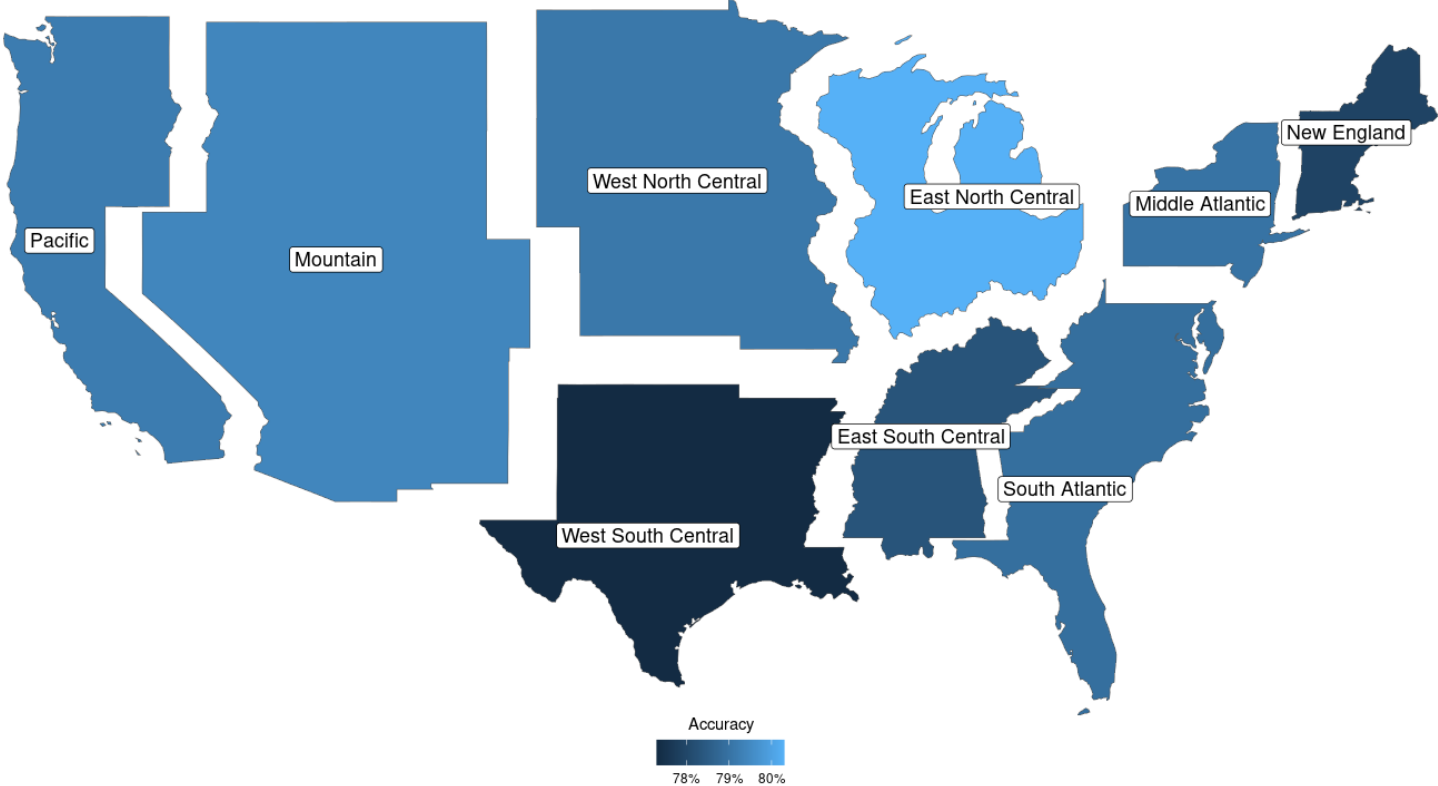 New England
West North Central
East North Central
Middle Atlantic
Pacific
Mountain
East South Central
South Atlantic
West South Central
Accuracy
78% 79% 80%